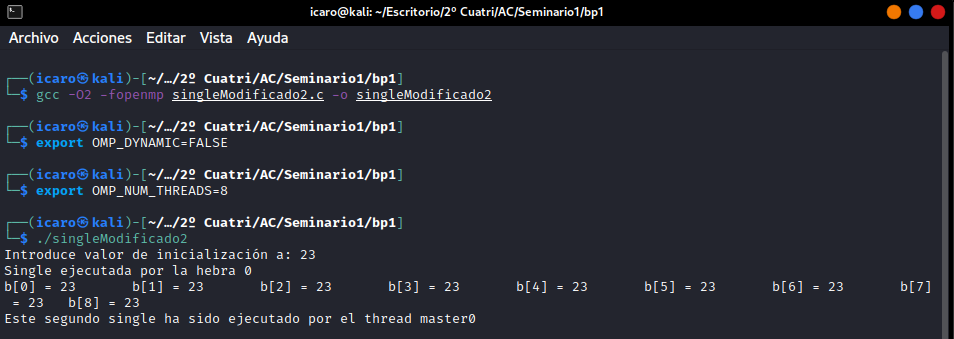 icaro@kali: ~/Escritorio/2º Cuatri/AC/Seminario1/bp1
Archivo Acciones Editar Vista Ayuda
┌──(icaro㉿kali)-[~/…/2º Cuatri/AC/Seminario1/bp1]
└─$ gcc -O2 -fopenmp singleModificado2.c -o singleModificado2
┌──(icaro㉿kali)-[~/…/2º Cuatri/AC/Seminario1/bp1]
└─$ export OMP_DYNAMIC=FALSE
┌──(icaro㉿kali)-[~/…/2º Cuatri/AC/Seminario1/bp1]
└─$ export OMP_NUM_THREADS=8
┌──(icaro㉿kali)-[~/…/2º Cuatri/AC/Seminario1/bp1]
└─$ ./singleModificado2
Introduce valor de inicialización a: 23
Single ejecutada por la hebra 0
b[0] = 23 b[1] = 23 b[2] = 23 b[3] = 23 b[4] = 23 b[5] = 23 b[6] = 23 b[7]
= 23 b[8] = 23
Este segundo single ha sido ejecutado por el thread master0